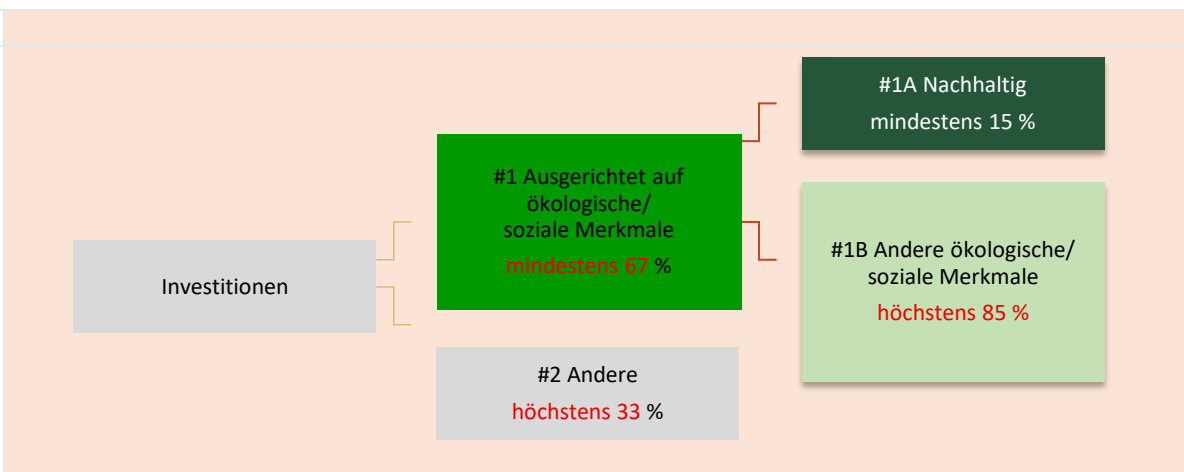 Investitionen
#1 Ausgerichtet auf
ökologische/
soziale Merkmale
mindestens 67 %
#2 Andere
höchstens 33 %
#1A Nachhaltig
mindestens 15 %
#1B Andere ökologische/
soziale Merkmale
höchstens 85 %